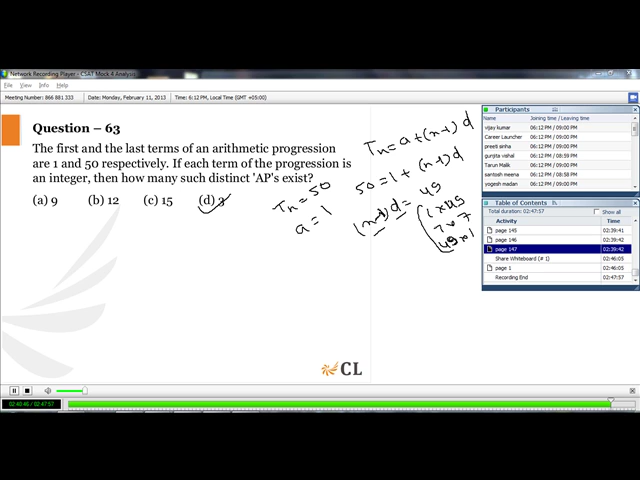 Network Recording Player - CSAT Mock 4 Analysis
File View Help
Meeting Number: 866 881 333 Date: Monday, February 11, 2013 Time: 6:12 PM, Local Time (GMT +05:00)
Question – 63
The first and the last terms of an arithmetic progression
are 1 and 50 respectively. If each term of the progression is
an integer, then how many such distinct 'AP's exist?
(a) 9 (b) 12 (c) 15 (d) 3
Tn = 50
a = 1
Tn = a + (n-1) d
50 = 1 + (n-1) d
(n-1) d = 49
1 x 49
7 x 7
49 x 1
CL
Participants
Name Joining time / Leaving time
vijay kumar 06:12 PM / 09:00 PM
Career Launcher 06:12 PM / 09:00 PM
preeti sinha 06:12 PM / 09:00 PM
gunjita vishal 06:12 PM / 09:00 PM
Tarun Malik 06:12 PM / 08:58 PM
santosh meena 06:12 PM / 08:58 PM
yogesh madan 06:12 PM / 09:00 PM
Table of Contents
Total duration: 02:47:57 Show all
Activity Time
page 145 02:39:41
page 146 02:39:42
page 147 02:39:42
Share Whiteboard (# 1) 02:46:05
page 1 02:46:05
Recording End 02:47:57
02:40:46 / 02:47:57